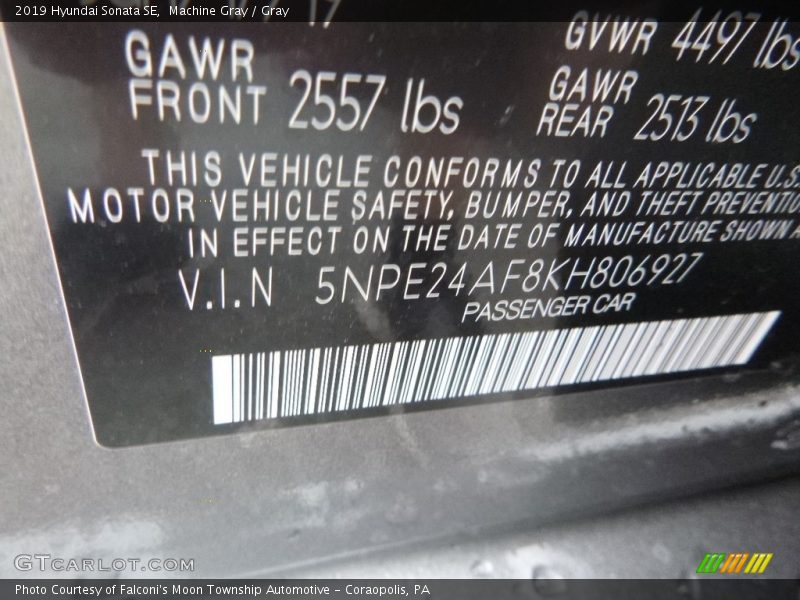 2019 Hyundai Sonata SE, Machine Gray / Gray
GVWR 4497 lbs
GAWR FRONT 2557 lbs
GAWR REAR 2513 lbs
THIS VEHICLE CONFORMS TO ALL APPLICABLE U.S.
MOTOR VEHICLE SAFETY, BUMPER, AND THEFT PREVENTIO
IN EFFECT ON THE DATE OF MANUFACTURE SHOWN A
V.I.N 5NPE24AF8KH806927
PASSENGER CAR
GTCARLOT.COM
Photo Courtesy of Falconi's Moon Township Automotive - Coraopolis, PA